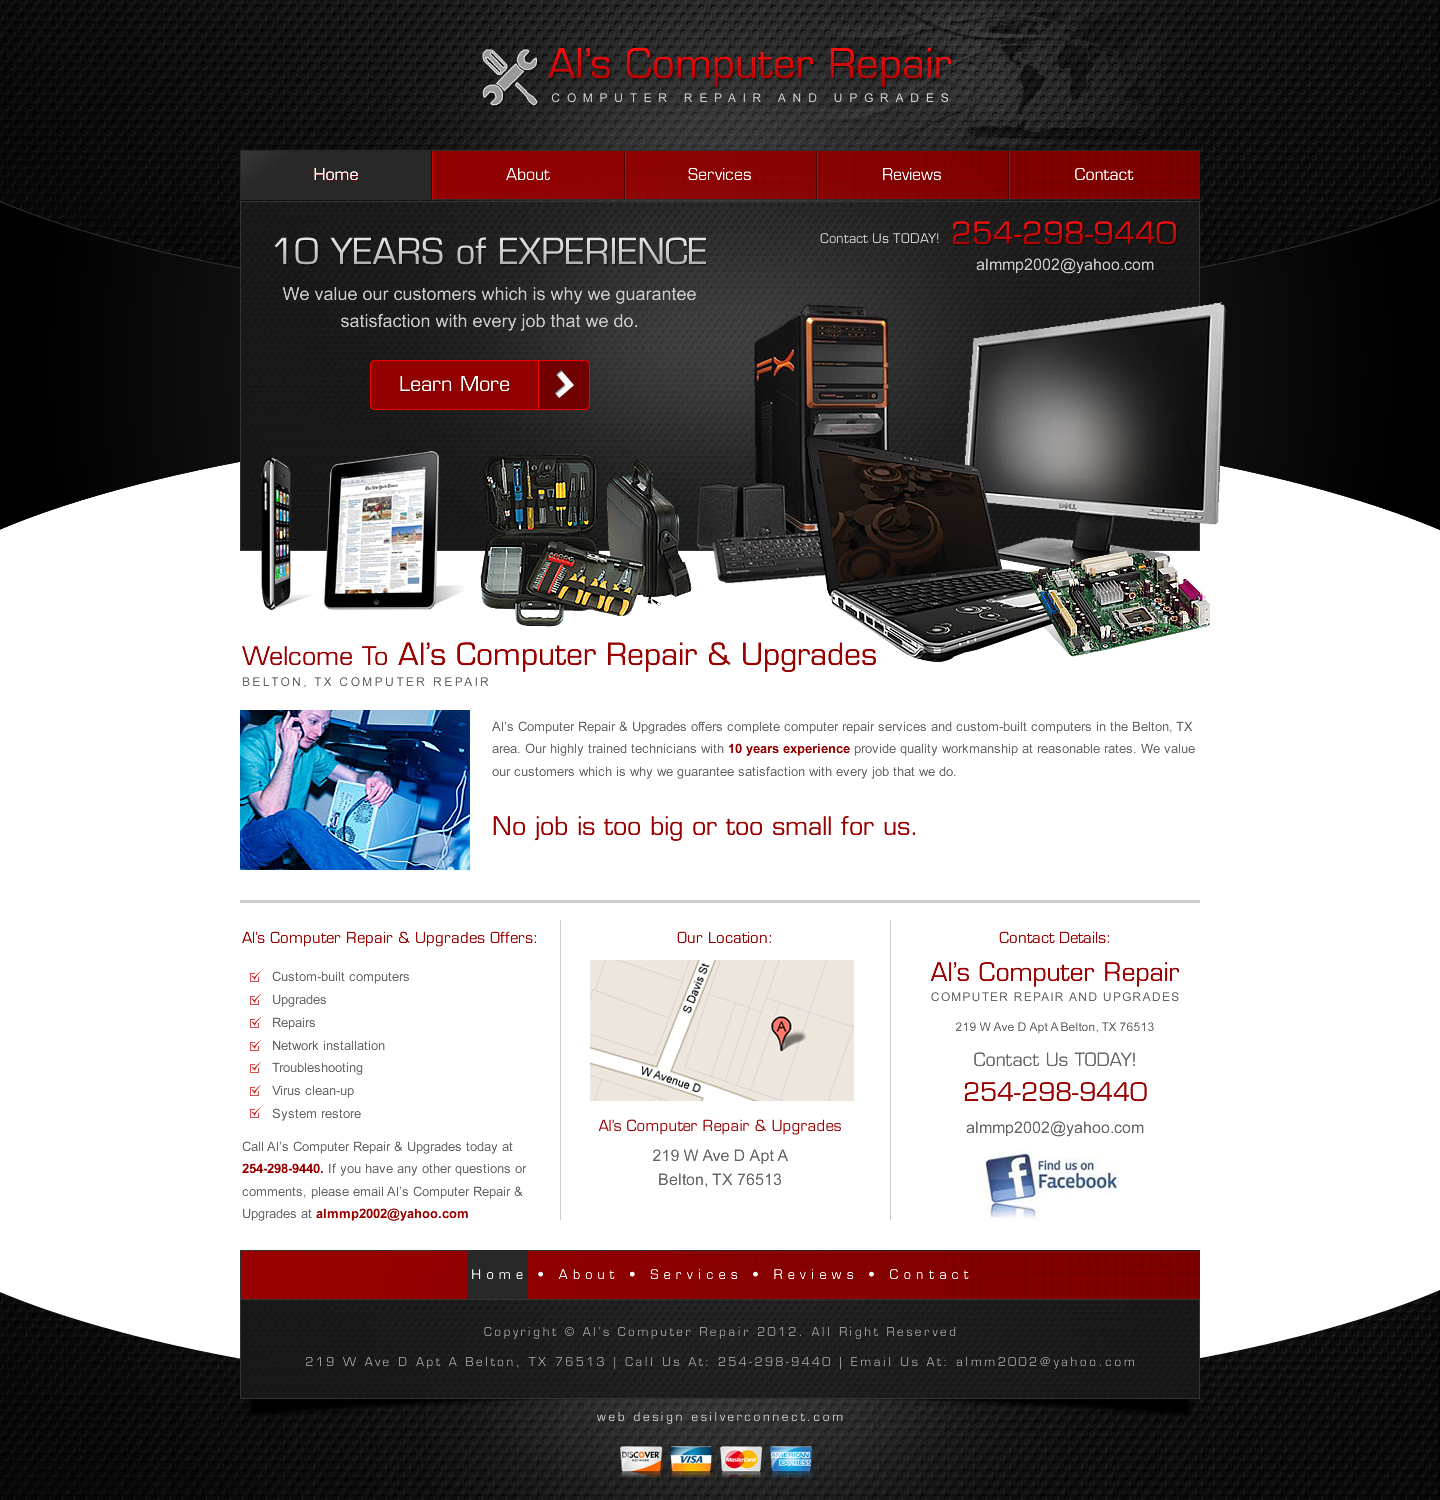 Al's Computer Repair
COMPUTER REPAIR AND UPGRADES
Home
About
Services
Reviews
Contact
10 YEARS of EXPERIENCE
Contact Us TODAY! 254-298-9440
almmp2002@yahoo.com
We value our customers which is why we guarantee
satisfaction with every job that we do.
Learn More
FX
DELL
Welcome To Al's Computer Repair & Upgrades
BELTON, TX COMPUTER REPAIR
Al's Computer Repair & Upgrades offers complete computer repair services and custom-built computers in the Belton, TX
area. Our highly trained technicians with 10 years experience provide quality workmanship at reasonable rates. We value
our customers which is why we guarantee satisfaction with every job that we do.
No job is too big or too small for us.
Al's Computer Repair & Upgrades Offers:
Custom-built computers
Upgrades
Repairs
Network installation
Troubleshooting
Virus clean-up
System restore
Call Al's Computer Repair & Upgrades today at
254-298-9440. If you have any other questions or
comments, please email Al's Computer Repair &
Upgrades at almmp2002@yahoo.com
Our Location:
S Davis St
A
W Avenue D
Al's Computer Repair & Upgrades
219 W Ave D Apt A
Belton, TX 76513
Contact Details:
Al's Computer Repair
COMPUTER REPAIR AND UPGRADES
219 W Ave D Apt A Belton, TX 76513
Contact Us TODAY!
254-298-9440
almmp2002@yahoo.com
f Find us on
Facebook
Home • About • Services • Reviews • Contact
Copyright © Al's Computer Repair 2012. All Right Reserved
219 W Ave D Apt A Belton, TX 76513 | Call Us At: 254-298-9440 | Email Us At: almm2002@yahoo.com
web design esilverconnect.com
DISCOVER
NETWORK
VISA
MasterCard
AMERICAN
EXPRESS